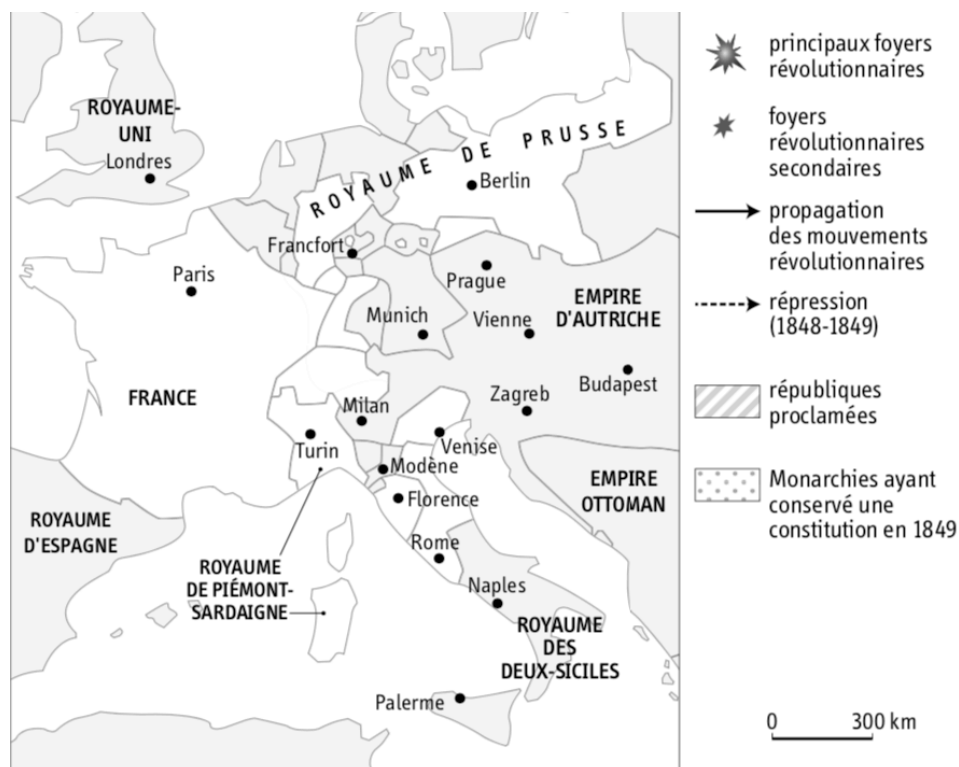 ROYAUME-
UNI
Londres
ROYAUME DE PRUSSE
Berlin
Francfort
Paris
Prague
Munich
Vienne
EMPIRE
D'AUTRICHE
FRANCE
Milan
Zagreb
Budapest
Turin
Venise
Modène
Florence
EMPIRE
OTTOMAN
ROYAUME
D'ESPAGNE
Rome
ROYAUME
DE PIÉMONT-
SARDAIGNE
Naples
ROYAUME
DES
DEUX-SICILES
Palerme
principaux foyers
révolutionnaires
foyers
révolutionnaires
secondaires
propagation
des mouvements
révolutionnaires
répression
(1848-1849)
républiques
proclamées
Monarchies ayant
conservé une
constitution en 1849
0 300 km